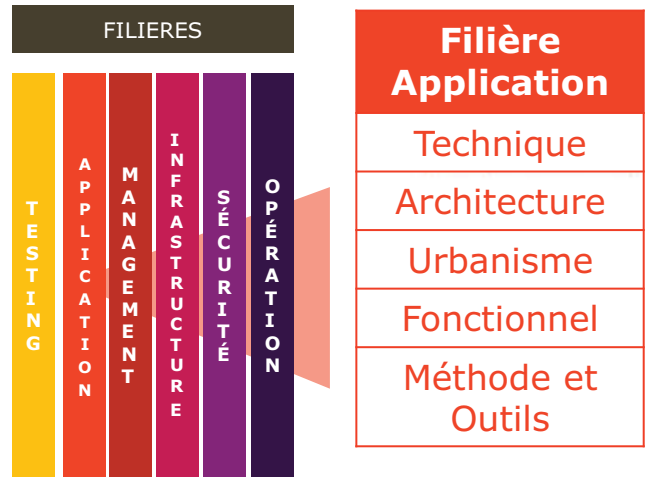 FILIERES
TESTING
APPLICATION
MANAGEMENT
INFRASTRUCTURE
SÉCURITÉ
OPÉRATION
Filière
Application
Technique
Architecture
Urbanisme
Fonctionnel
Méthode et
Outils